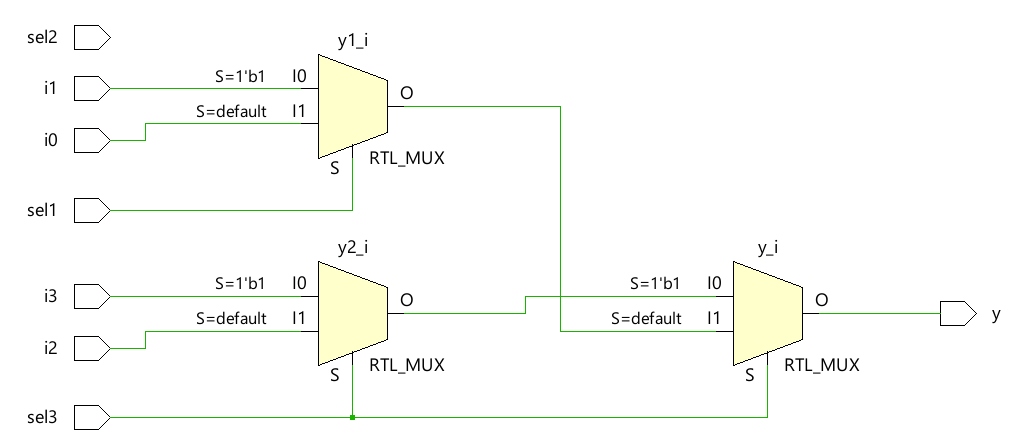 sel2
y1_i
i1
S=1'b1
I0
O
i0
S=default
I1
RTL_MUX
S
sel1
y2_i
y_i
i3
S=1'b1
I0
O
S=1'b1
I0
O
y
i2
S=default
I1
S=default
I1
RTL_MUX
S
RTL_MUX
S
sel3